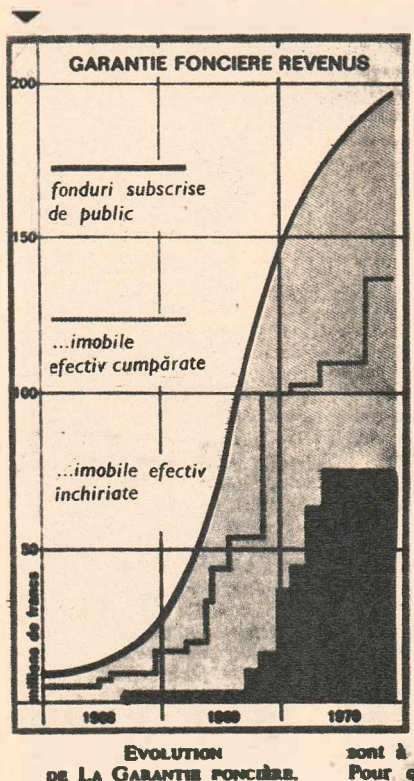 GARANTIE FONCIERE REVENUS
200
fonduri subscrise
de public
150
...imobile
efectiv cumpărate
100
...imobile efectiv
închiriate
50
millions de francs
1968 1969 1970
EVOLUTION
DE LA GARANTIE FONCIÈRE.
sont à
Pour